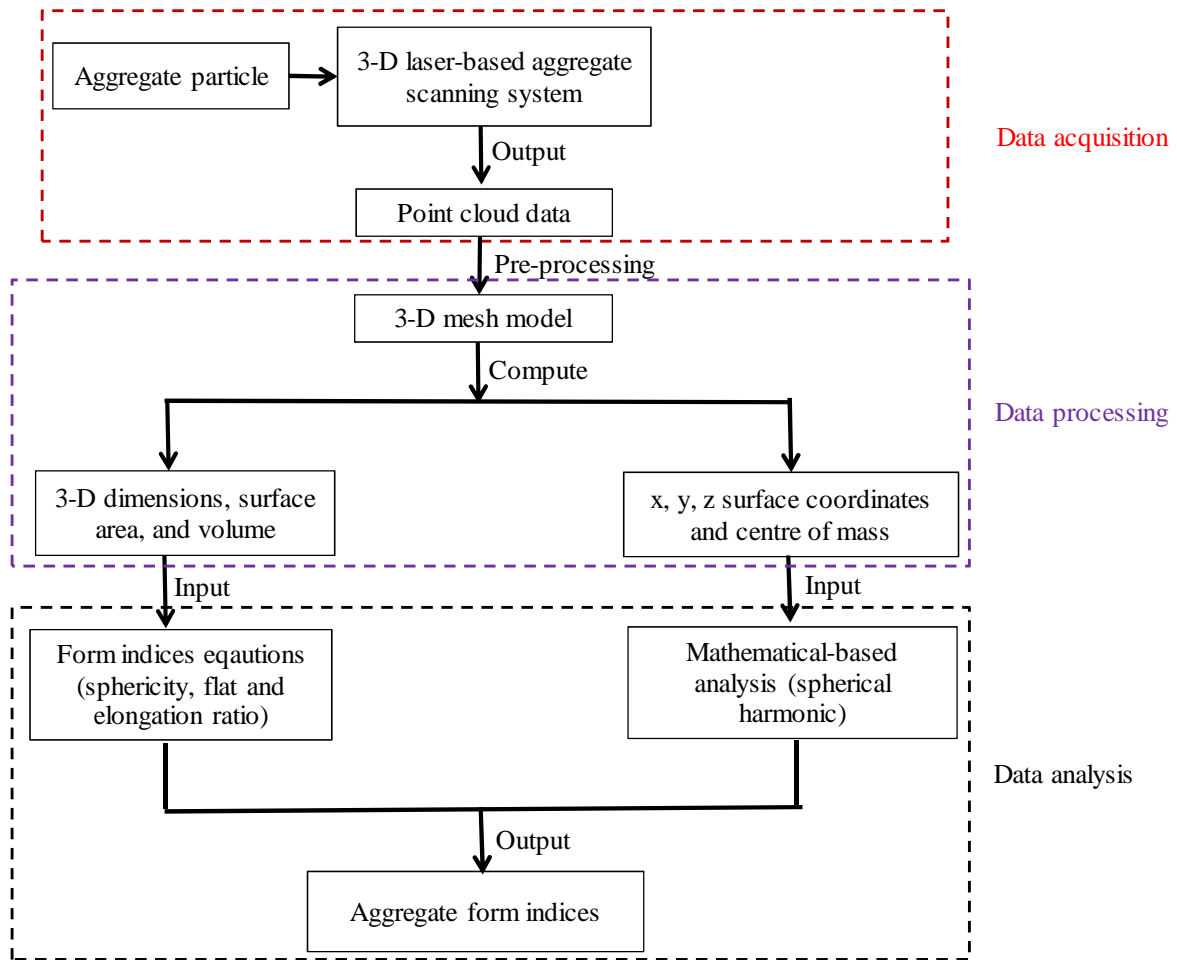 Aggregate particle
3-D laser-based aggregate
scanning system
Output
Data acquisition
Point cloud data
Pre-processing
3-D mesh model
Compute
Data processing
3-D dimensions, surface
area, and volume
x, y, z surface coordinates
and centre of mass
Input
Input
Form indices eqautions
(sphericity, flat and
elongation ratio)
Mathematical-based
analysis (spherical
harmonic)
Data analysis
Output
Aggregate form indices